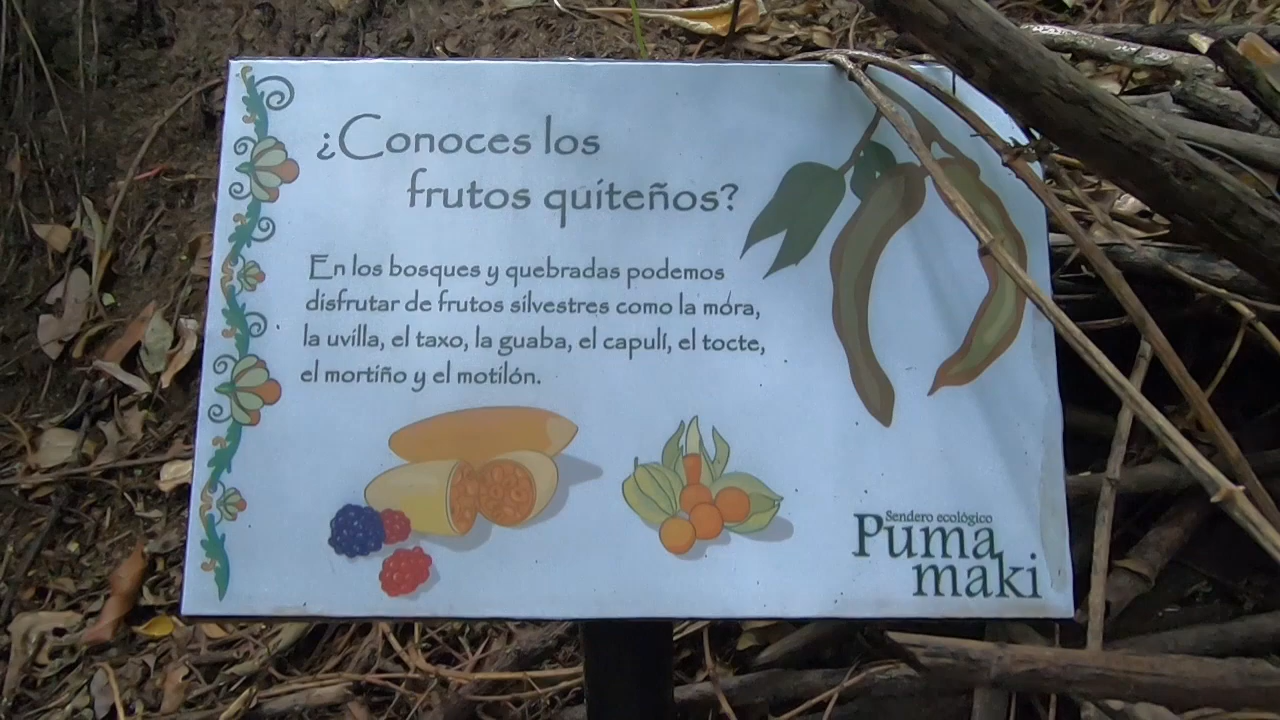 ¿Conoces los
frutos quiteños?
En los bosques y quebradas podemos
disfrutar de frutos silvestres como la móra,
la uvilla, el taxo, la guaba, el capulí, el tocte,
el mortiño y el motilón.
Sendero ecológico
Puma
maki